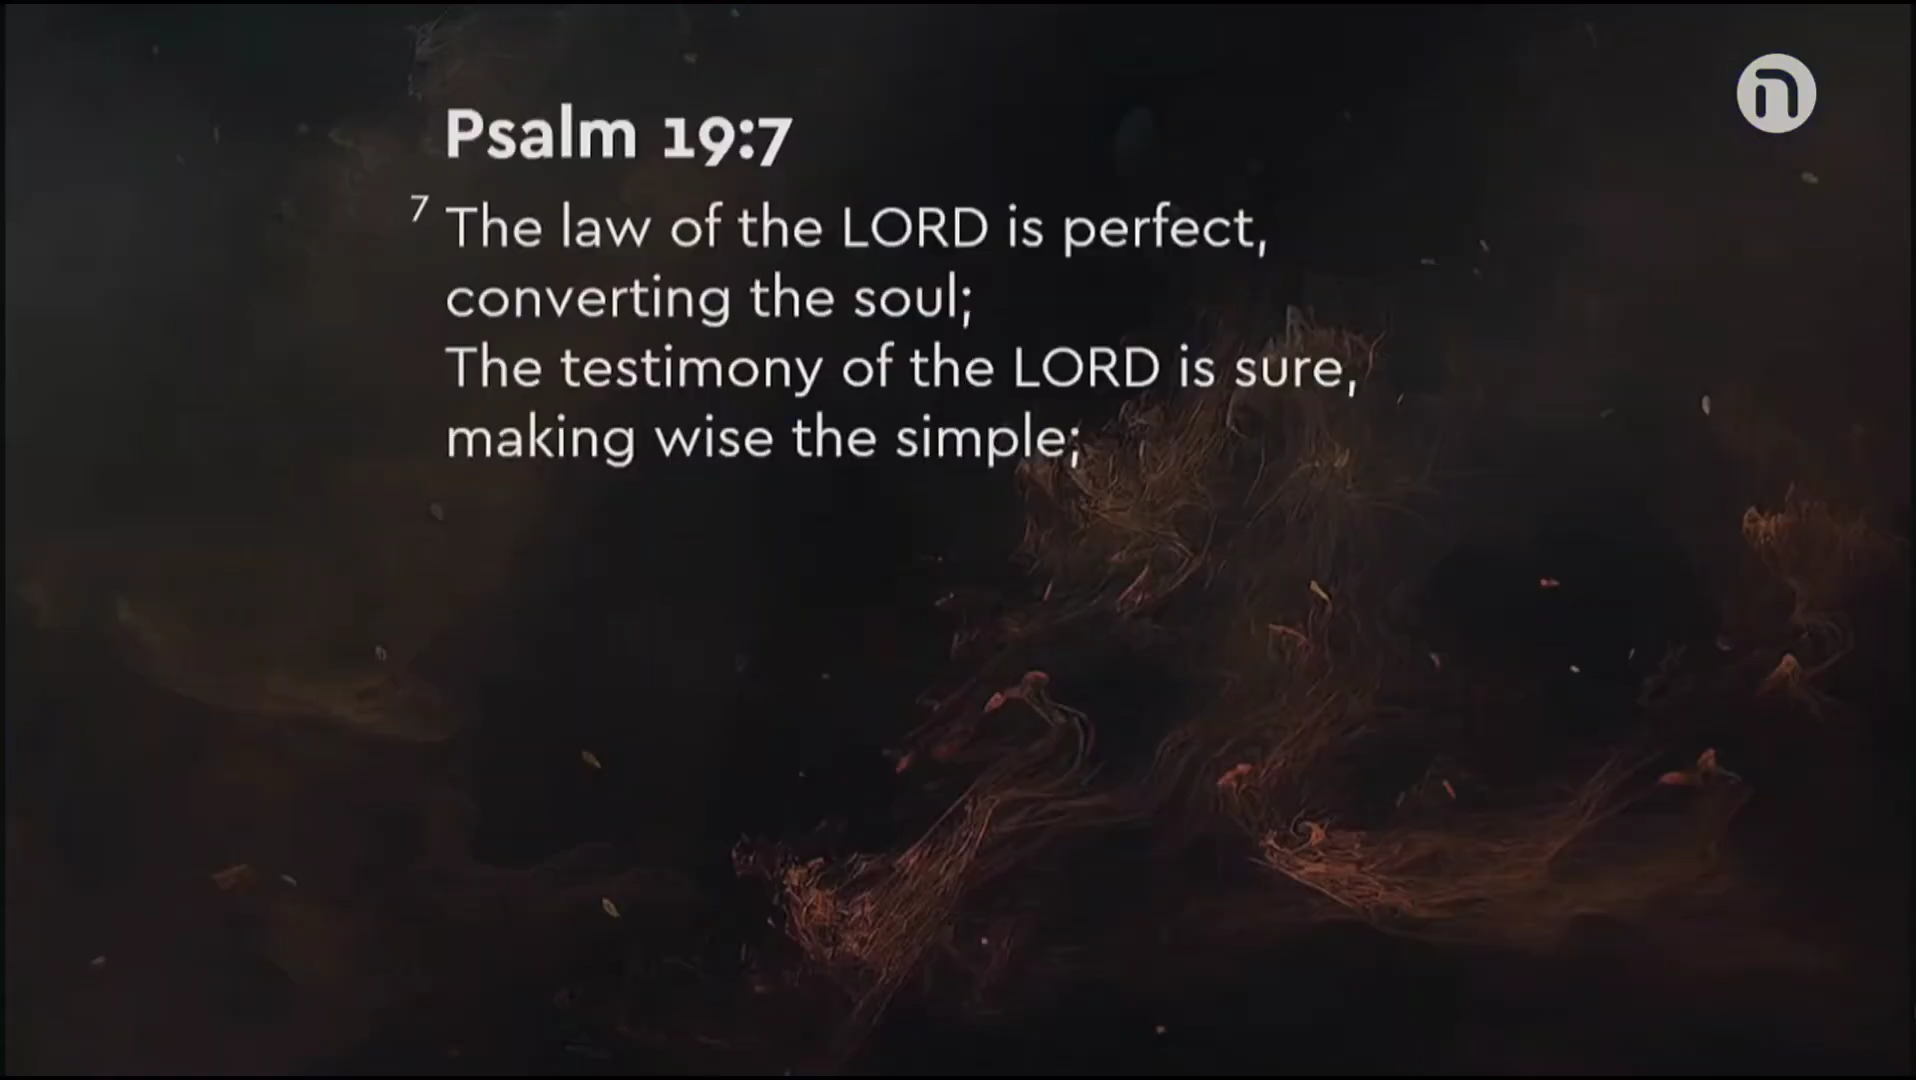 Psalm 19:7
7 The law of the LORD is perfect,
converting the soul;
The testimony of the LORD is sure,
making wise the simple;